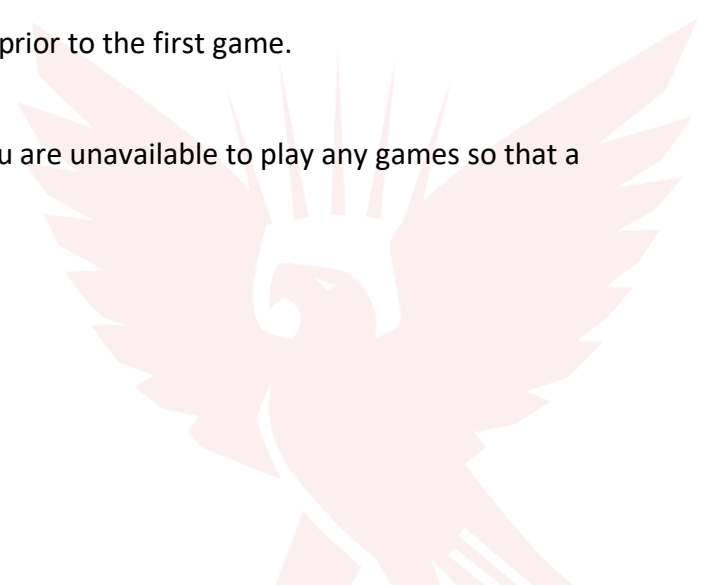 prior to the first game.
u are unavailable to play any games so that a